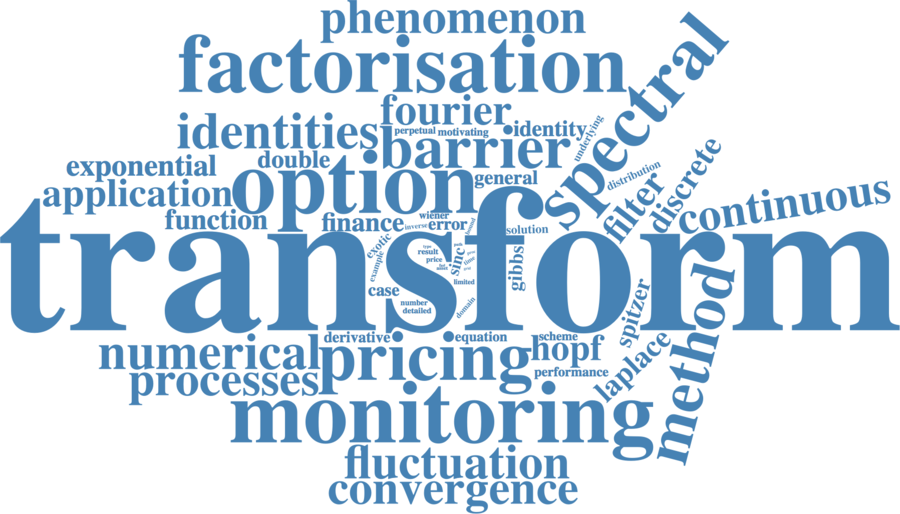 phenomenon
factorisation
spectral
fourier
identities
perpetual motivating
identity
underlying
barrier
exponential
double
option
general
distribution
discrete
filter
application
continuous
function
finance
wiener
inverse
error
solution
transform
exotic
example
type
result
price
sinc
time
gibbs
case
limited
number
detailed
domain
spitzer
method
derivative
equation
scheme
numerical
pricing
hopf
laplace
processes
performance
monitoring
fluctuation
convergence